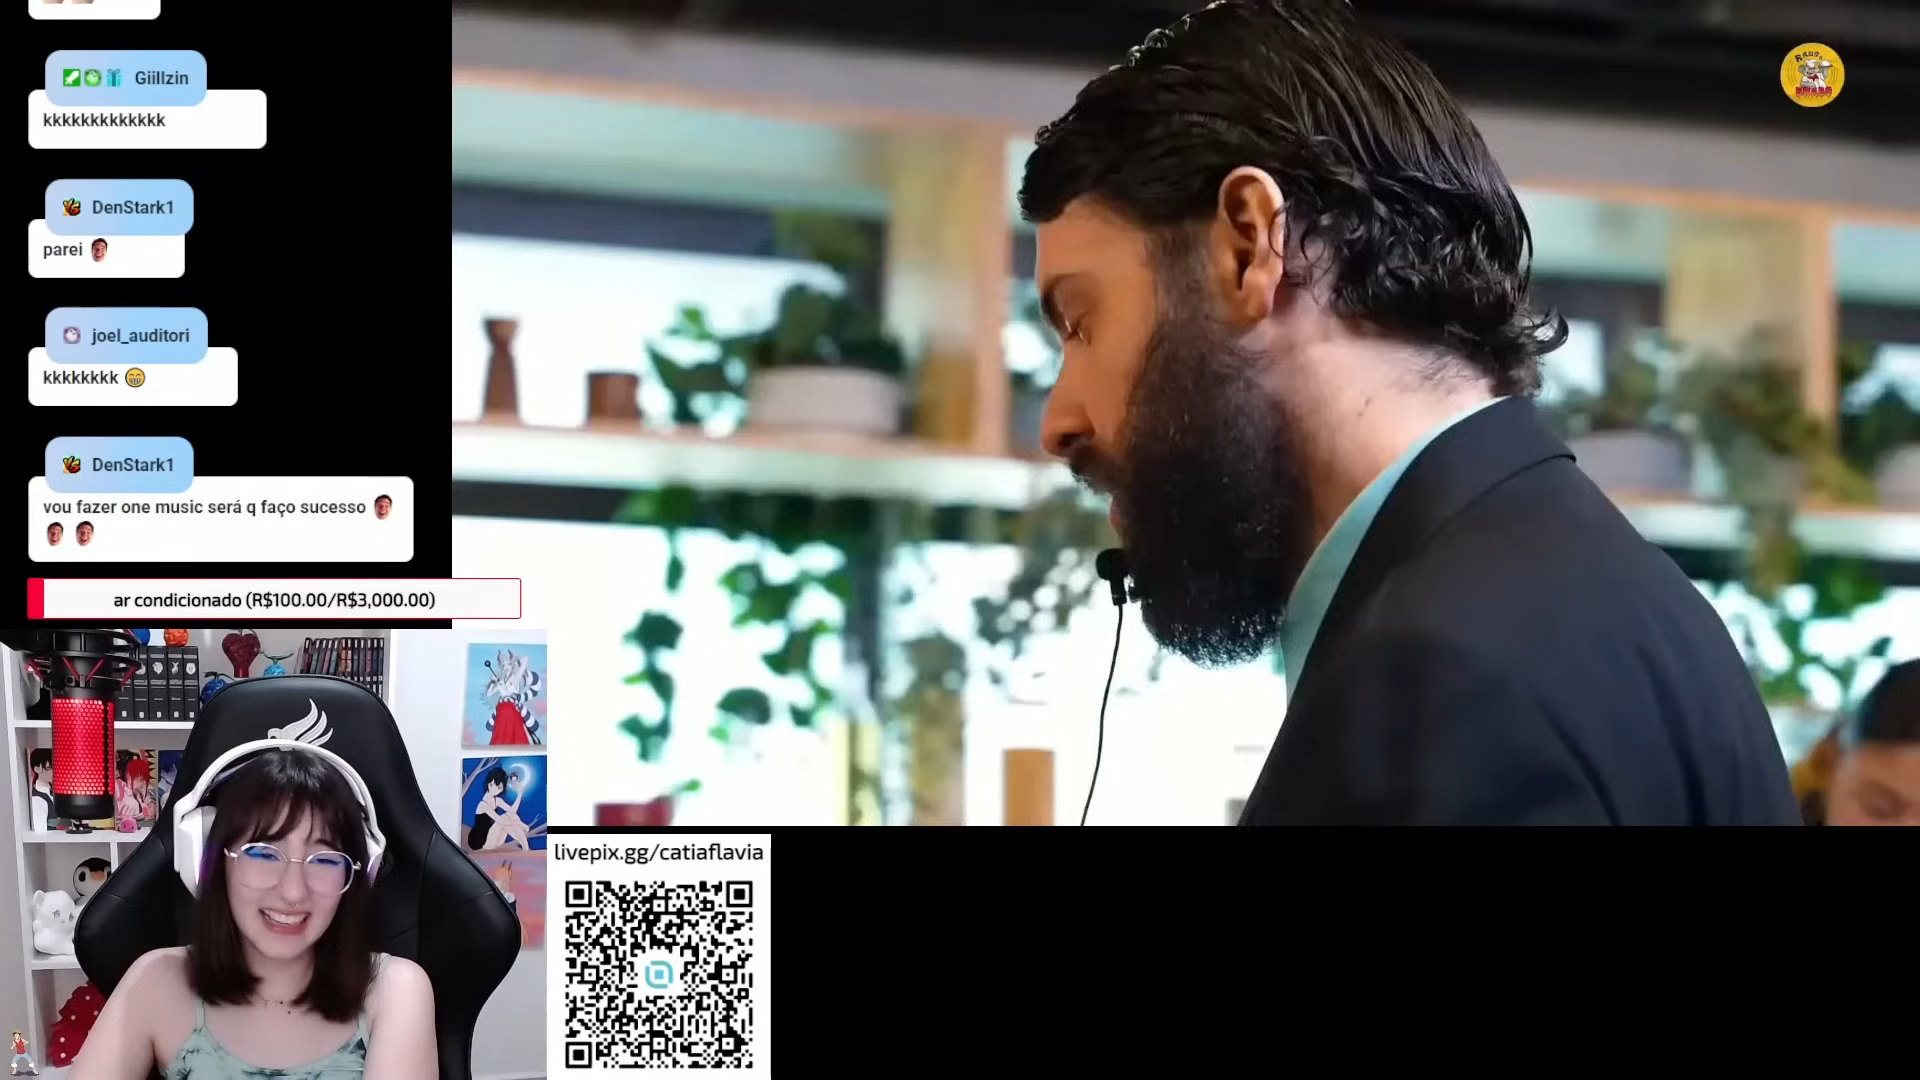 Giillzin
kkkkkkkkkkkkk
DenStark1
parei
joel_auditori
kkkkkkkk
DenStark1
vou fazer one music será q faço sucesso
ar condicionado (R$100.00/R$3,000.00)
livepix.gg/catiaflavia